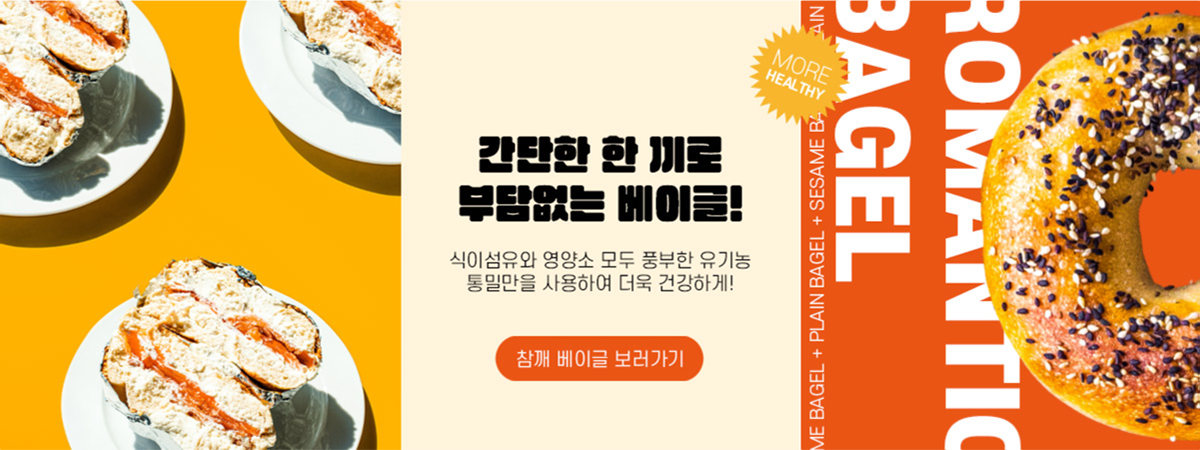 간단한 한 끼로
부담없는 베이글!
식이섬유와 영양소 모두 풍부한 유기농
통밀만을 사용하여 더욱 건강하게!
참깨 베이글 보러가기
MORE
HEALTHY
BAGEL + PLAIN BAGEL + SESAME
BAGEL
ROMANTIC